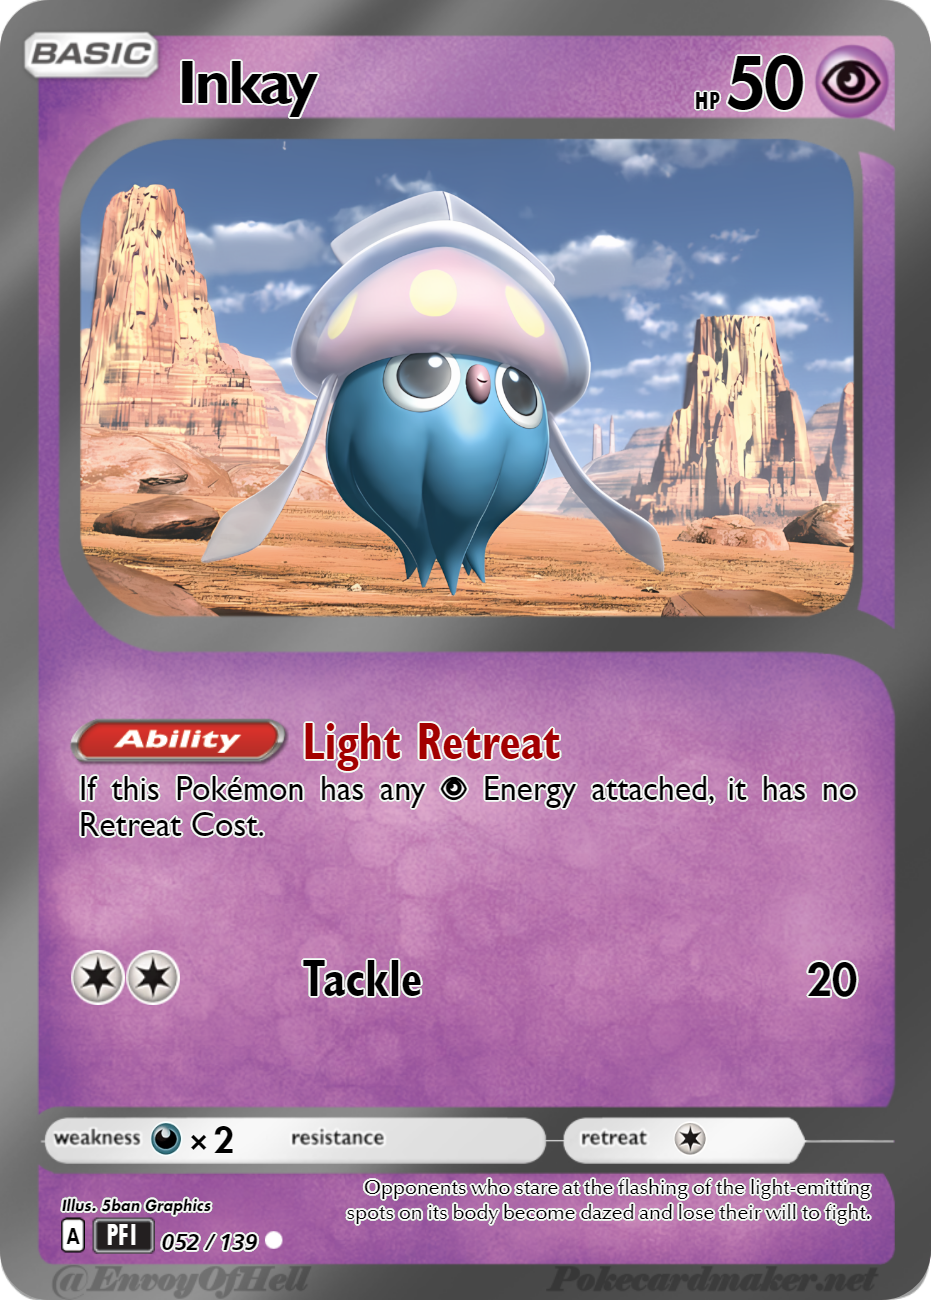 BASIC
Inkay
HP 50
Ability Light Retreat
If this Pokémon has any Energy attached, it has no
Retreat Cost.
Tackle 20
weakness ×2 resistance retreat
Opponents who stare at the flashing of the light-emitting
spots on its body become dazed and lose their will to fight.
Illus. 5ban Graphics
A PFI 052 / 139
@EnvoyOfHell Pokecardmaker.net